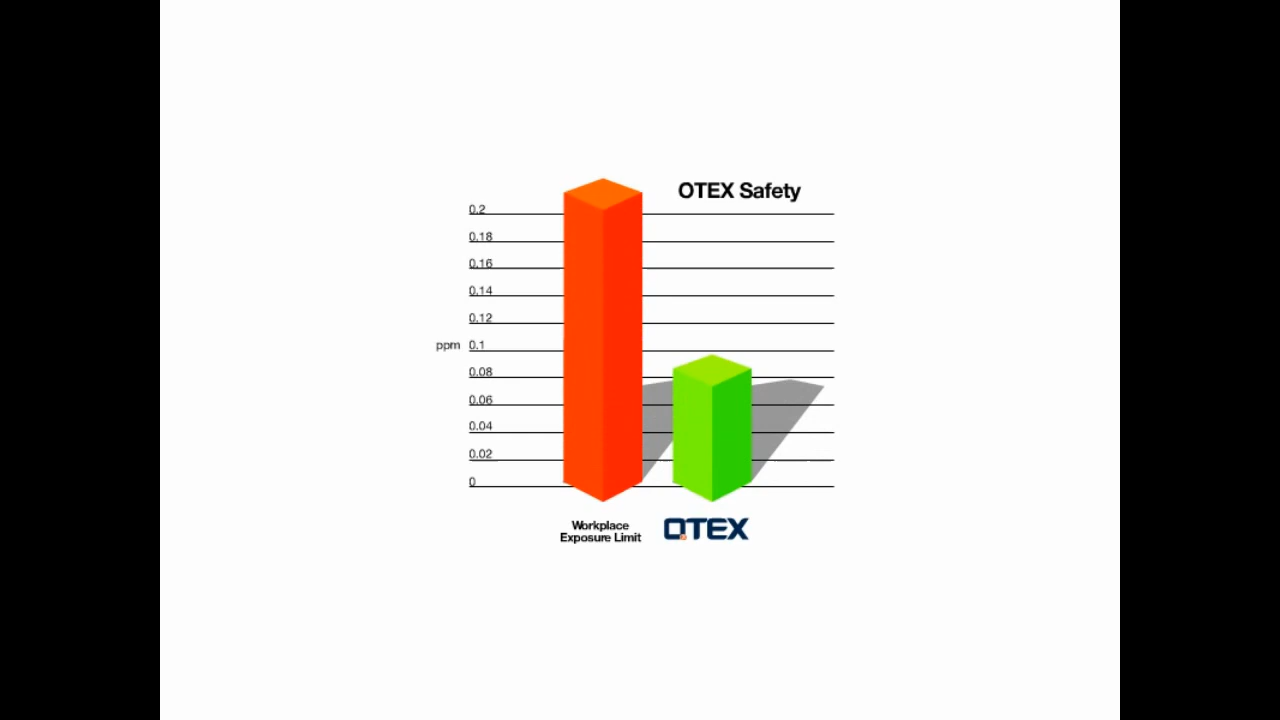 OTEX Safety
0.2
0.18
0.16
0.14
0.12
ppm 0.1
0.08
0.06
0.04
0.02
0
Workplace
Exposure Limit
OTEX